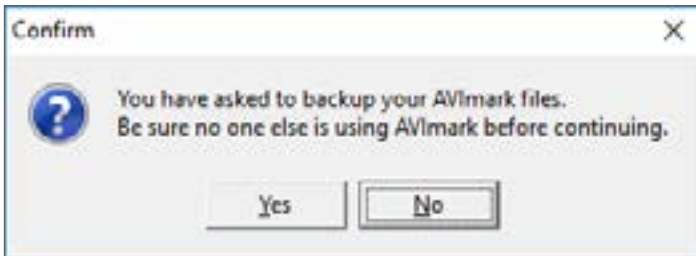 Confirm
You have asked to backup your AVImark files.
Be sure no one else is using AVImark before continuing.
Yes
No